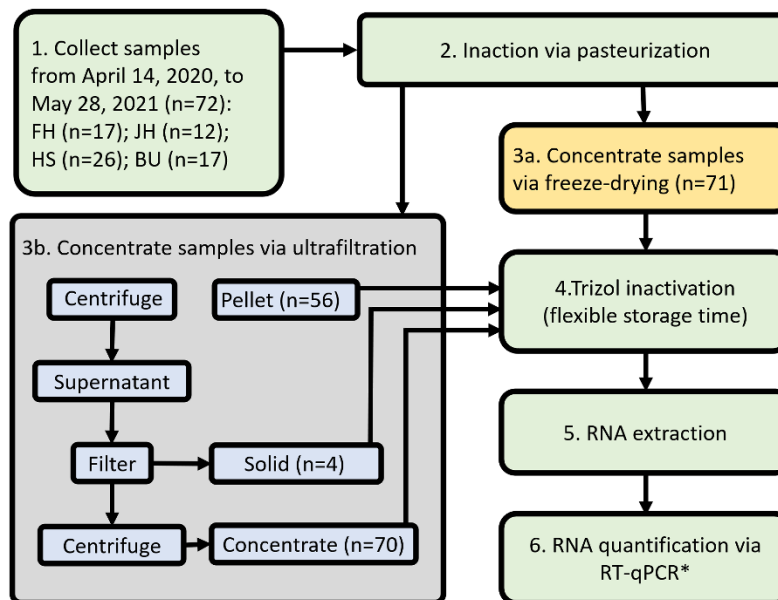 1. Collect samples
from April 14, 2020, to
May 28, 2021 (n=72):
FH (n=17); JH (n=12);
HS (n=26); BU (n=17)
2. Inaction via pasteurization
3a. Concentrate samples
via freeze-drying (n=71)
3b. Concentrate samples via ultrafiltration
Centrifuge
Pellet (n=56)
Supernatant
Filter
Solid (n=4)
Centrifuge
Concentrate (n=70)
4.Trizol inactivation
(flexible storage time)
5. RNA extraction
6. RNA quantification via
RT-qPCR*